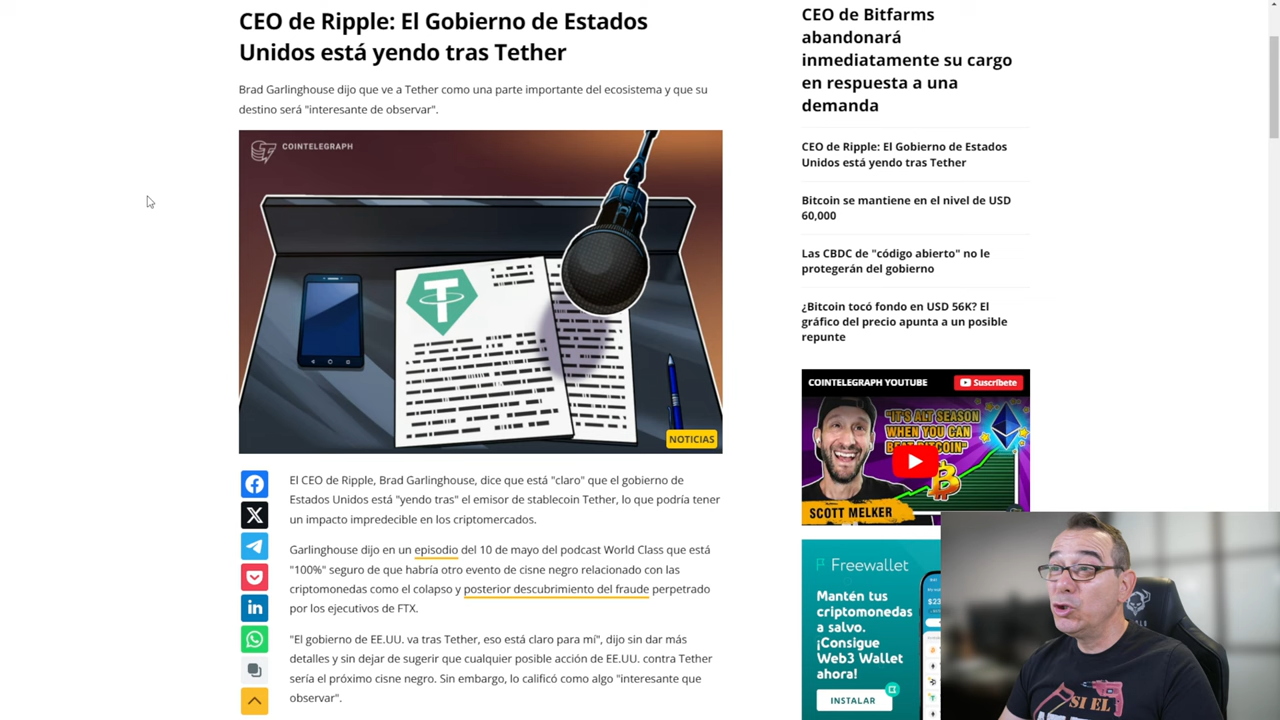 CEO de Ripple: El Gobierno de Estados
Unidos está yendo tras Tether
Brad Garlinghouse dijo que ve a Tether como una parte importante del ecosistema y que su
destino será "interesante de observar".
COINTELEGRAPH
NOTICIAS
El CEO de Ripple, Brad Garlinghouse, dice que está "claro" que el gobierno de
Estados Unidos está "yendo tras" el emisor de stablecoin Tether, lo que podría tener
un impacto impredecible en los criptomercados.
Garlinghouse dijo en un episodio del 10 de mayo del podcast World Class que está
"100%" seguro de que habría otro evento de cisne negro relacionado con las
criptomonedas como el colapso y posterior descubrimiento del fraude perpetrado
por los ejecutivos de FTX.
"El gobierno de EE.UU. va tras Tether, eso está claro para mí", dijo sin dar más
detalles y sin dejar de sugerir que cualquier posible acción de EE.UU. contra Tether
sería el próximo cisne negro. Sin embargo, lo calificó como algo "interesante que
observar".
CEO de Bitfarms
abandonará
inmediatamente su cargo
en respuesta a una
demanda
CEO de Ripple: El Gobierno de Estados
Unidos está yendo tras Tether
Bitcoin se mantiene en el nivel de USD
60,000
Las CBDC de "código abierto" no le
protegerán del gobierno
¿Bitcoin tocó fondo en USD 56K? El
gráfico del precio apunta a un posible
repunte
COINTELEGRAPH YOUTUBE
Suscríbete
"IT'S ALT SEASON
WHEN YOU CAN
BEAT BITCOIN"
SCOTT MELKER
Freewallet
Mantén tus
criptomonedas
a salvo.
¡Consigue
Web3 Wallet
ahora!
INSTALAR
$23
SI EL